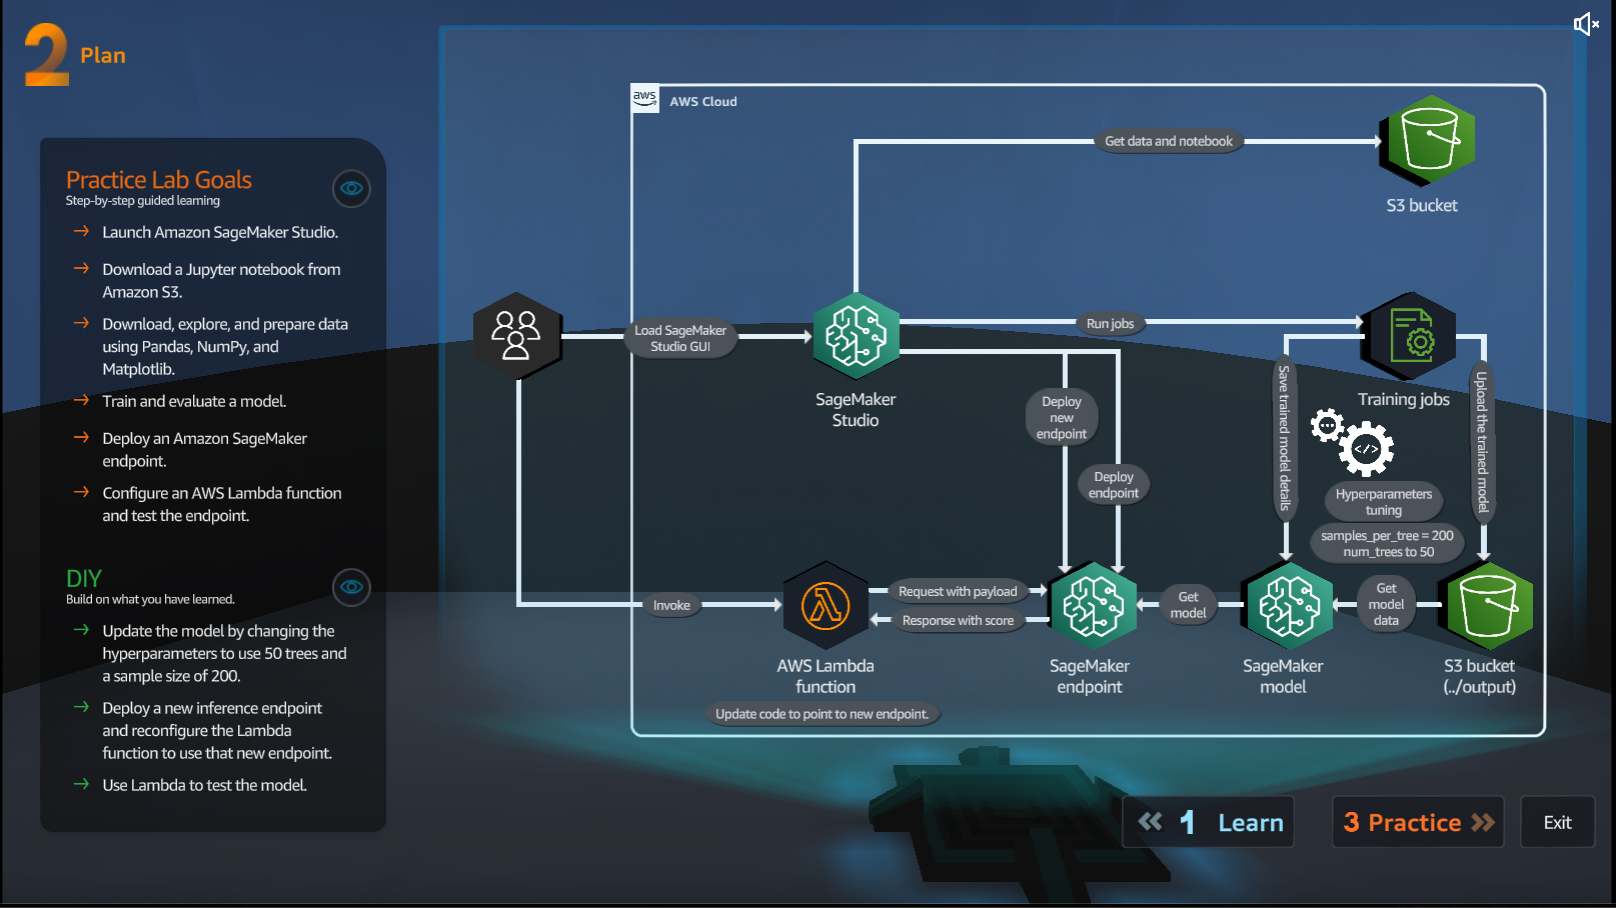 2 Plan
Practice Lab Goals
Step-by-step guided learning
Launch Amazon SageMaker Studio.
Download a Jupyter notebook from
Amazon S3.
Download, explore, and prepare data
using Pandas, NumPy, and
Matplotlib.
Train and evaluate a model.
Deploy an Amazon SageMaker
endpoint.
Configure an AWS Lambda function
and test the endpoint.
DIY
Build on what you have learned.
Update the model by changing the
hyperparameters to use 50 trees and
a sample size of 200.
Deploy a new inference endpoint
and reconfigure the Lambda
function to use that new endpoint.
Use Lambda to test the model.
aws
AWS Cloud
Get data and notebook
S3 bucket
Load SageMaker
Studio GUI
Run jobs
SageMaker
Studio
Training jobs
Deploy
new
endpoint
Deploy
endpoint
Save trained model details
Upload the trained model
</>
Hyperparameters
tuning
samples_per_tree = 200
num_trees to 50
Invoke
Request with payload
Response with score
Get
model
Get
model
data
AWS Lambda
function
SageMaker
endpoint
SageMaker
model
S3 bucket
(../output)
Update code to point to new endpoint.
1 Learn
3 Practice
Exit